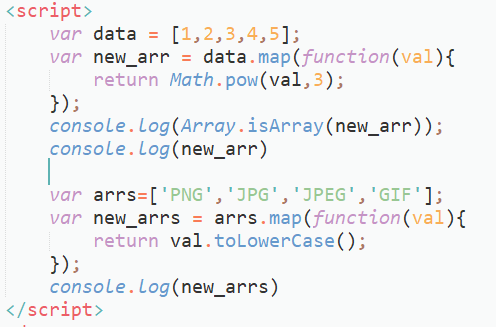 <script>
var data = [1,2,3,4,5];
var new_arr = data.map(function(val){
return Math.pow(val,3);
});
console.log(Array.isArray(new_arr));
console.log(new_arr)
var arrs=['PNG','JPG','JPEG','GIF'];
var new_arrs = arrs.map(function(val){
return val.toLowerCase();
});
console.log(new_arrs)
</script>